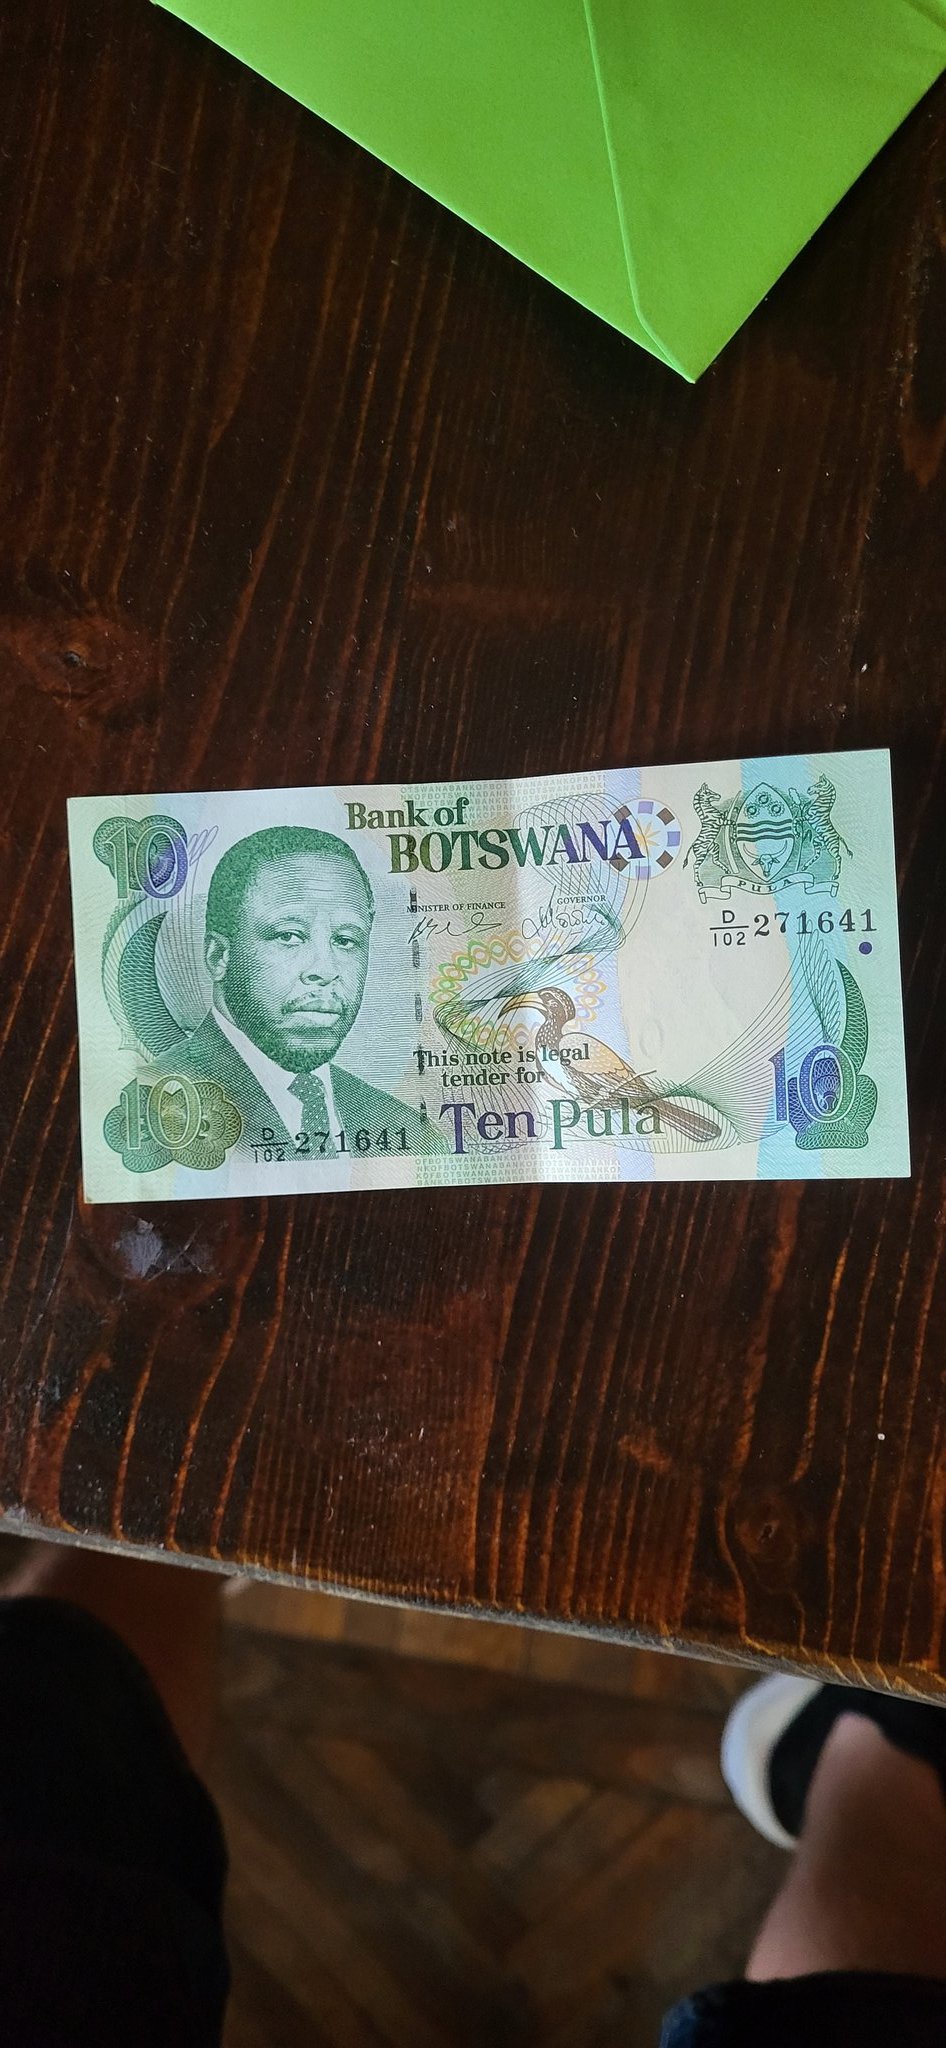 10
Bank of
BOTSWANA
MINISTER OF FINANCE
GOVERNOR
PULA
D/102 271641
This note is legal
tender for
Ten Pula
10
D/102 271641
10